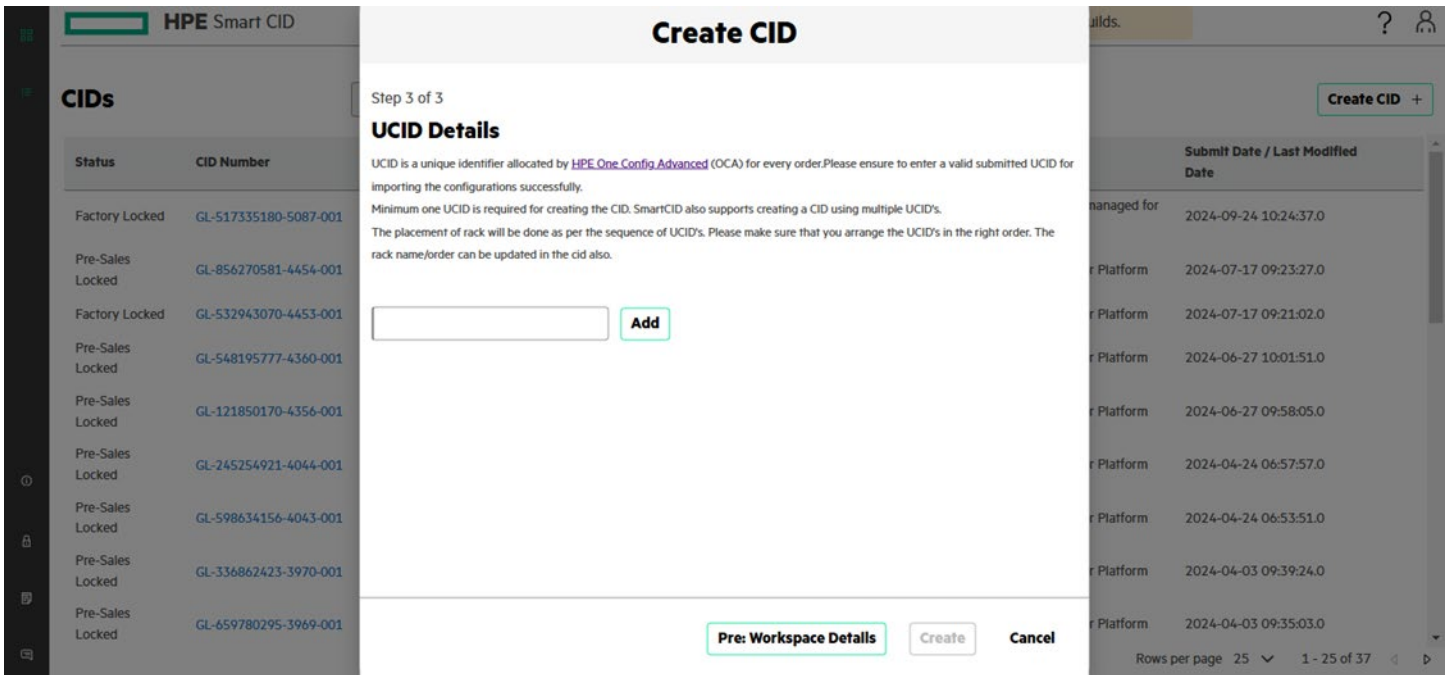 HPE Smart CID
uilds.
?
CIDs
Create CID +
Status
CID Number
Submit Date / Last Modified
Date
Factory Locked
GL-517335180-5087-001
managed for
2024-09-24 10:24:37.0
Pre-Sales
Locked
GL-856270581-4454-001
r Platform
2024-07-17 09:23:27.0
Factory Locked
GL-532943070-4453-001
r Platform
2024-07-17 09:21:02.0
Pre-Sales
Locked
GL-548195777-4360-001
r Platform
2024-06-27 10:01:51.0
Pre-Sales
Locked
GL-121850170-4356-001
r Platform
2024-06-27 09:58:05.0
Pre-Sales
Locked
GL-245254921-4044-001
r Platform
2024-04-24 06:57:57.0
Pre-Sales
Locked
GL-598634156-4043-001
r Platform
2024-04-24 06:53:51.0
Pre-Sales
Locked
GL-336862423-3970-001
r Platform
2024-04-03 09:39:24.0
Pre-Sales
Locked
GL-659780295-3969-001
r Platform
2024-04-03 09:35:03.0
Rows per page 25
1 - 25 of 37
Create CID
Step 3 of 3
UCID Details
UCID is a unique identifier allocated by HPE One Config Advanced (OCA) for every order.Please ensure to enter a valid submitted UCID for
importing the configurations successfully.
Minimum one UCID is required for creating the CID. SmartCID also supports creating a CID using multiple UCID's.
The placement of rack will be done as per the sequence of UCID's. Please make sure that you arrange the UCID's in the right order. The
rack name/order can be updated in the cid also.
Add
Pre: Workspace Details
Create
Cancel